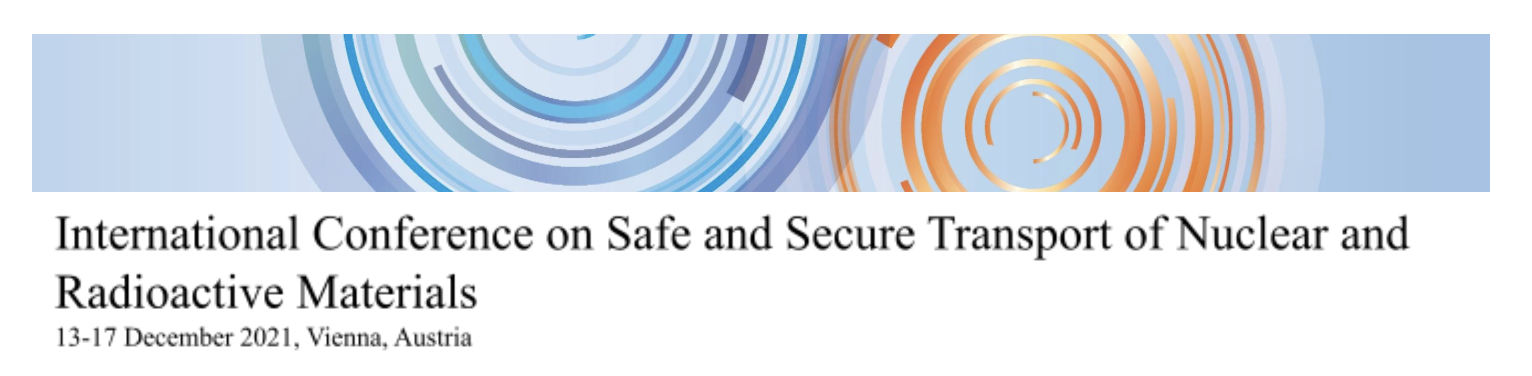 International Conference on Safe and Secure Transport of Nuclear and
Radioactive Materials
13-17 December 2021, Vienna, Austria